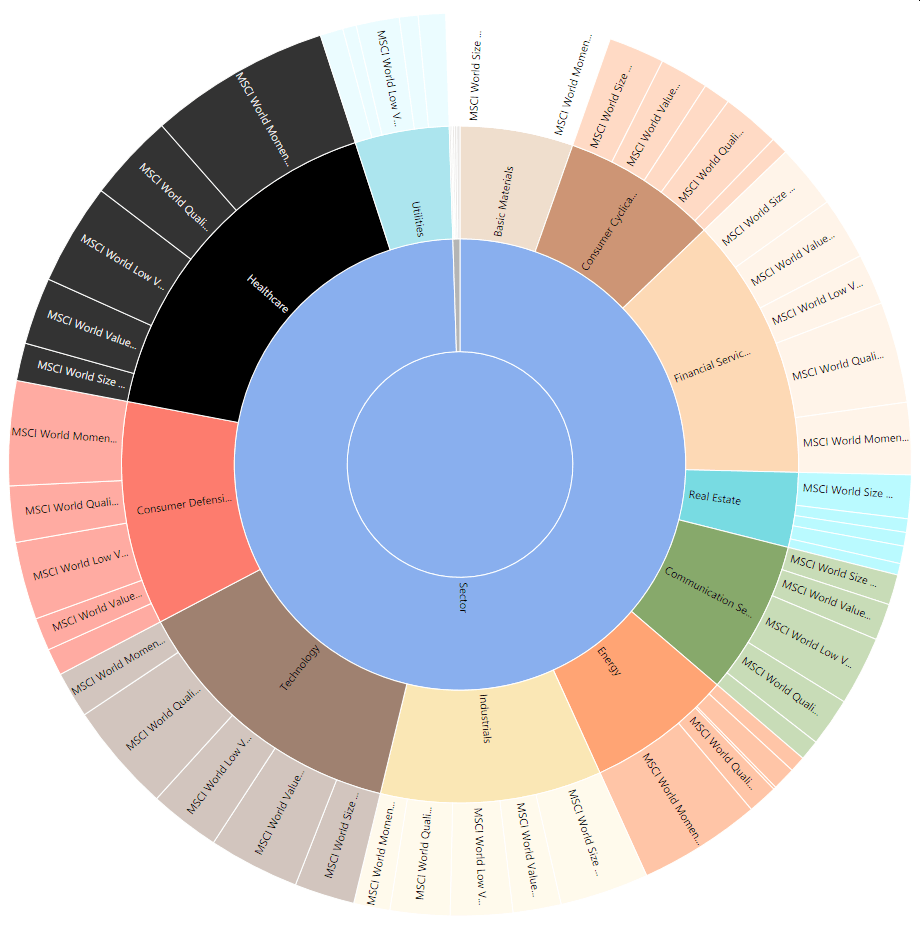 Sector
Basic Materials
MSCI World Size ...
MSCI World Momen...
Consumer Cyclica...
MSCI World Size ...
MSCI World Value...
MSCI World Quali...
Financial Servic...
MSCI World Size ...
MSCI World Value...
MSCI World Low V...
MSCI World Quali...
MSCI World Momen...
Real Estate
MSCI World Size ...
Communication Se...
MSCI World Size ...
MSCI World Value...
MSCI World Low V...
MSCI World Quali...
Energy
MSCI World Quali...
MSCI World Momen...
Industrials
MSCI World Size ...
MSCI World Value...
MSCI World Low V...
MSCI World Quali...
MSCI World Momen...
Technology
MSCI World Size ...
MSCI World Value...
MSCI World Low V...
MSCI World Quali...
MSCI World Momen...
Consumer Defensi...
MSCI World Value...
MSCI World Low V...
MSCI World Quali...
MSCI World Momen...
Healthcare
MSCI World Size ...
MSCI World Value...
MSCI World Low V...
MSCI World Quali...
MSCI World Momen...
Utilities
MSCI World Low V...